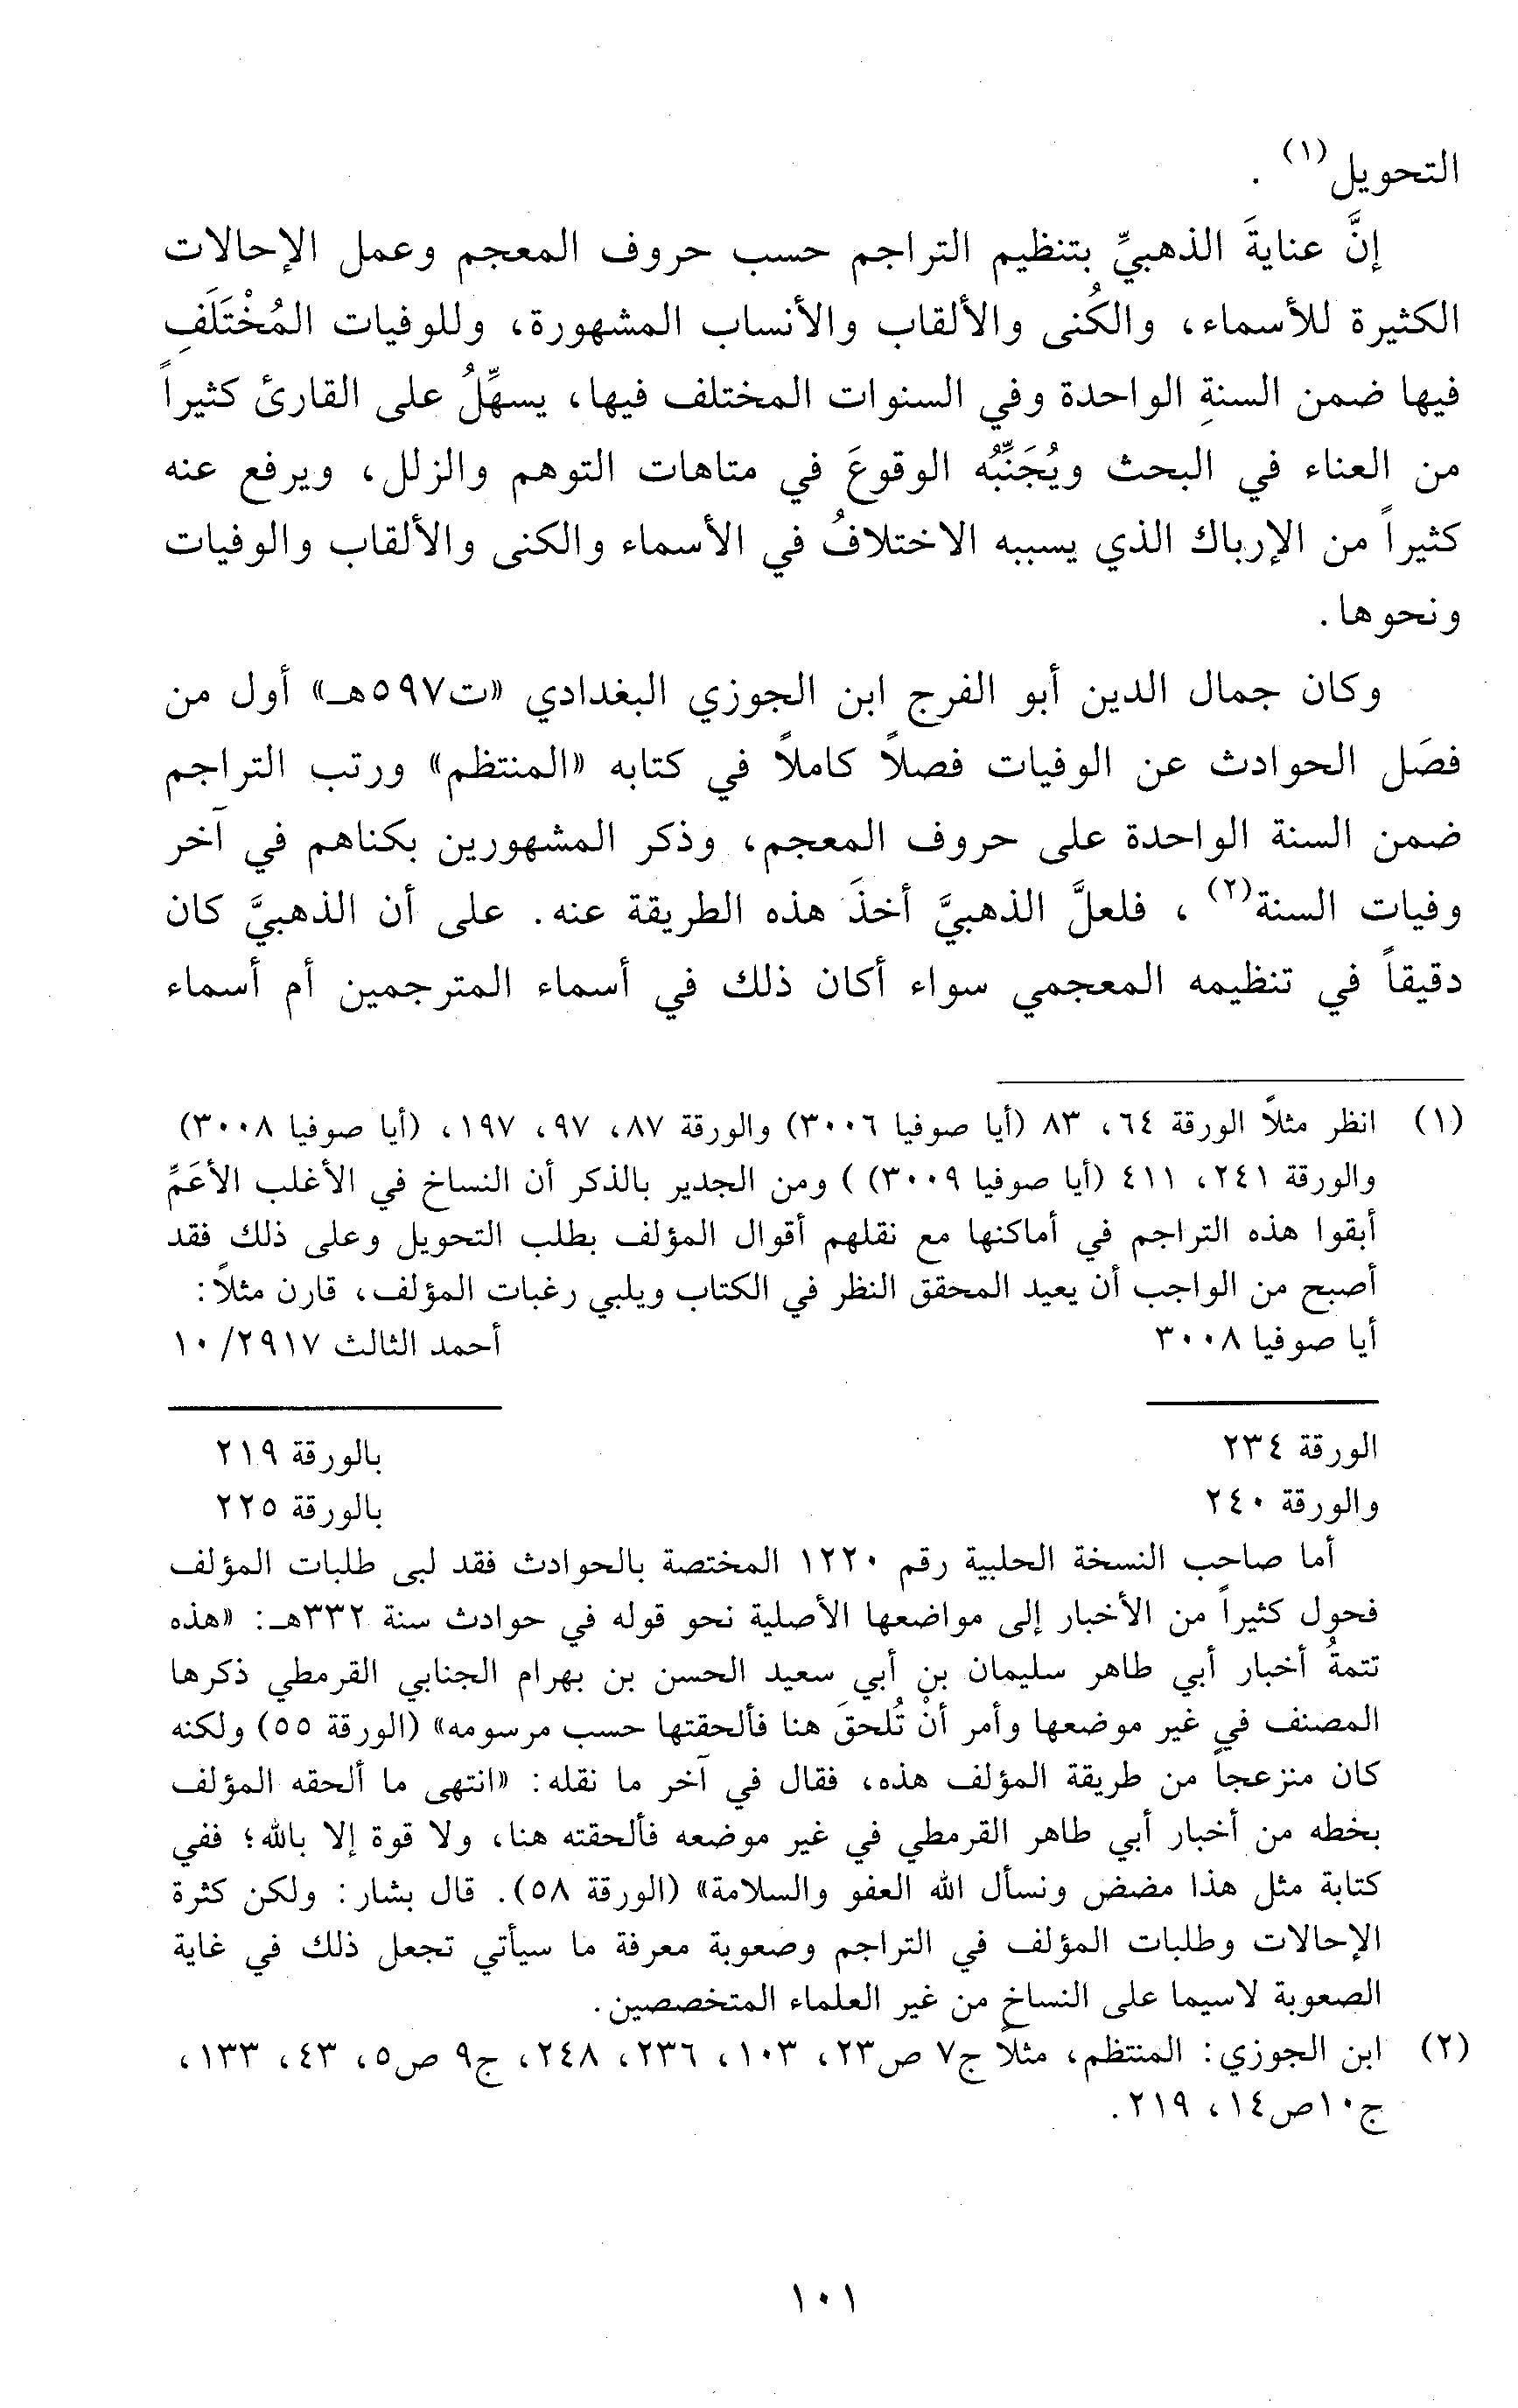 التحويل(١) .
إنَّ عنايةَ الذهبيِّ بتنظيم التراجم حسب حروف المعجم وعمل الإحالات
الكثيرة للأسماء، والكُنى والألقاب والأنساب المشهورة، وللوفيات المُخْتَلَفِ
فيها ضمن السنةِ الواحدة وفي السنوات المختلف فيها، يسهِّلُ على القارئ كثيراً
من العناء في البحث ويُجَنِّبُه الوقوعَ في متاهات التوهم والزلل، ويرفع عنه
كثيراً من الإرباك الذي يسببه الاختلافُ في الأسماء والكنى والألقاب والوفيات
ونحوها.
وكان جمال الدين أبو الفرج ابن الجوزي البغدادي «ت٥٩٧هـ» أول من
فصَل الحوادث عن الوفيات فصلاً كاملاً في كتابه «المنتظم» ورتب التراجم
ضمن السنة الواحدة على حروف المعجم، وذكر المشهورين بكناهم في آخر
وفيات السنة(٢) ، فلعلَّ الذهبيَّ أخذَ هذه الطريقة عنه. على أن الذهبيَّ كان
دقيقاً في تنظيمه المعجمي سواء أكان ذلك في أسماء المترجمين أم أسماء
(١) انظر مثلاً الورقة ٦٤، ٨٣ (أيا صوفيا ٣٠٠٦) والورقة ٨٧، ٩٧، ١٩٧، (أيا صوفيا ٣٠٠٨)
والورقة ٢٤١، ٤١١ (أيا صوفيا ٣٠٠٩) ) ومن الجدير بالذكر أن النساخ في الأغلب الأعَمِّ
أبقوا هذه التراجم في أماكنها مع نقلهم أقوال المؤلف بطلب التحويل وعلى ذلك فقد
أصبح من الواجب أن يعيد المحقق النظر في الكتاب ويلبي رغبات المؤلف، قارن مثلاً:
أيا صوفيا ٣٠٠٨ أحمد الثالث ٢٩١٧/ ١٠
الورقة ٢٣٤ بالورقة ٢١٩
والورقة ٢٤٠ بالورقة ٢٢٥
أما صاحب النسخة الحلبية رقم ١٢٢٠ المختصة بالحوادث فقد لبى طلبات المؤلف
فحول كثيراً من الأخبار إلى مواضعها الأصلية نحو قوله في حوادث سنة ٣٣٢هـ: «هذه
تتمةُ أخبار أبي طاهر سليمان بن أبي سعيد الحسن بن بهرام الجنابي القرمطي ذكرها
المصنف في غير موضعها وأمر أنْ تُلحقَ هنا فألحقتها حسب مرسومه» (الورقة ٥٥) ولكنه
كان منزعجاً من طريقة المؤلف هذه، فقال في آخر ما نقله: «انتهى ما ألحقه المؤلف
بخطه من أخبار أبي طاهر القرمطي في غير موضعه فألحقته هنا، ولا قوة إلا بالله؛ ففي
كتابة مثل هذا مضض ونسأل الله العفو والسلامة» (الورقة ٥٨). قال بشار: ولكن كثرة
الإحالات وطلبات المؤلف في التراجم وصعوبة معرفة ما سيأتي تجعل ذلك في غاية
الصعوبة لاسيما على النساخ من غير العلماء المتخصصين.
(٢) ابن الجوزي: المنتظم، مثلاً ج٧ ص٢٣، ١٠٣، ٢٣٦، ٢٤٨، ج٩ ص٥، ٤٣، ١٣٣،
ج١٠ص١٤، ٢١٩.
١٠١